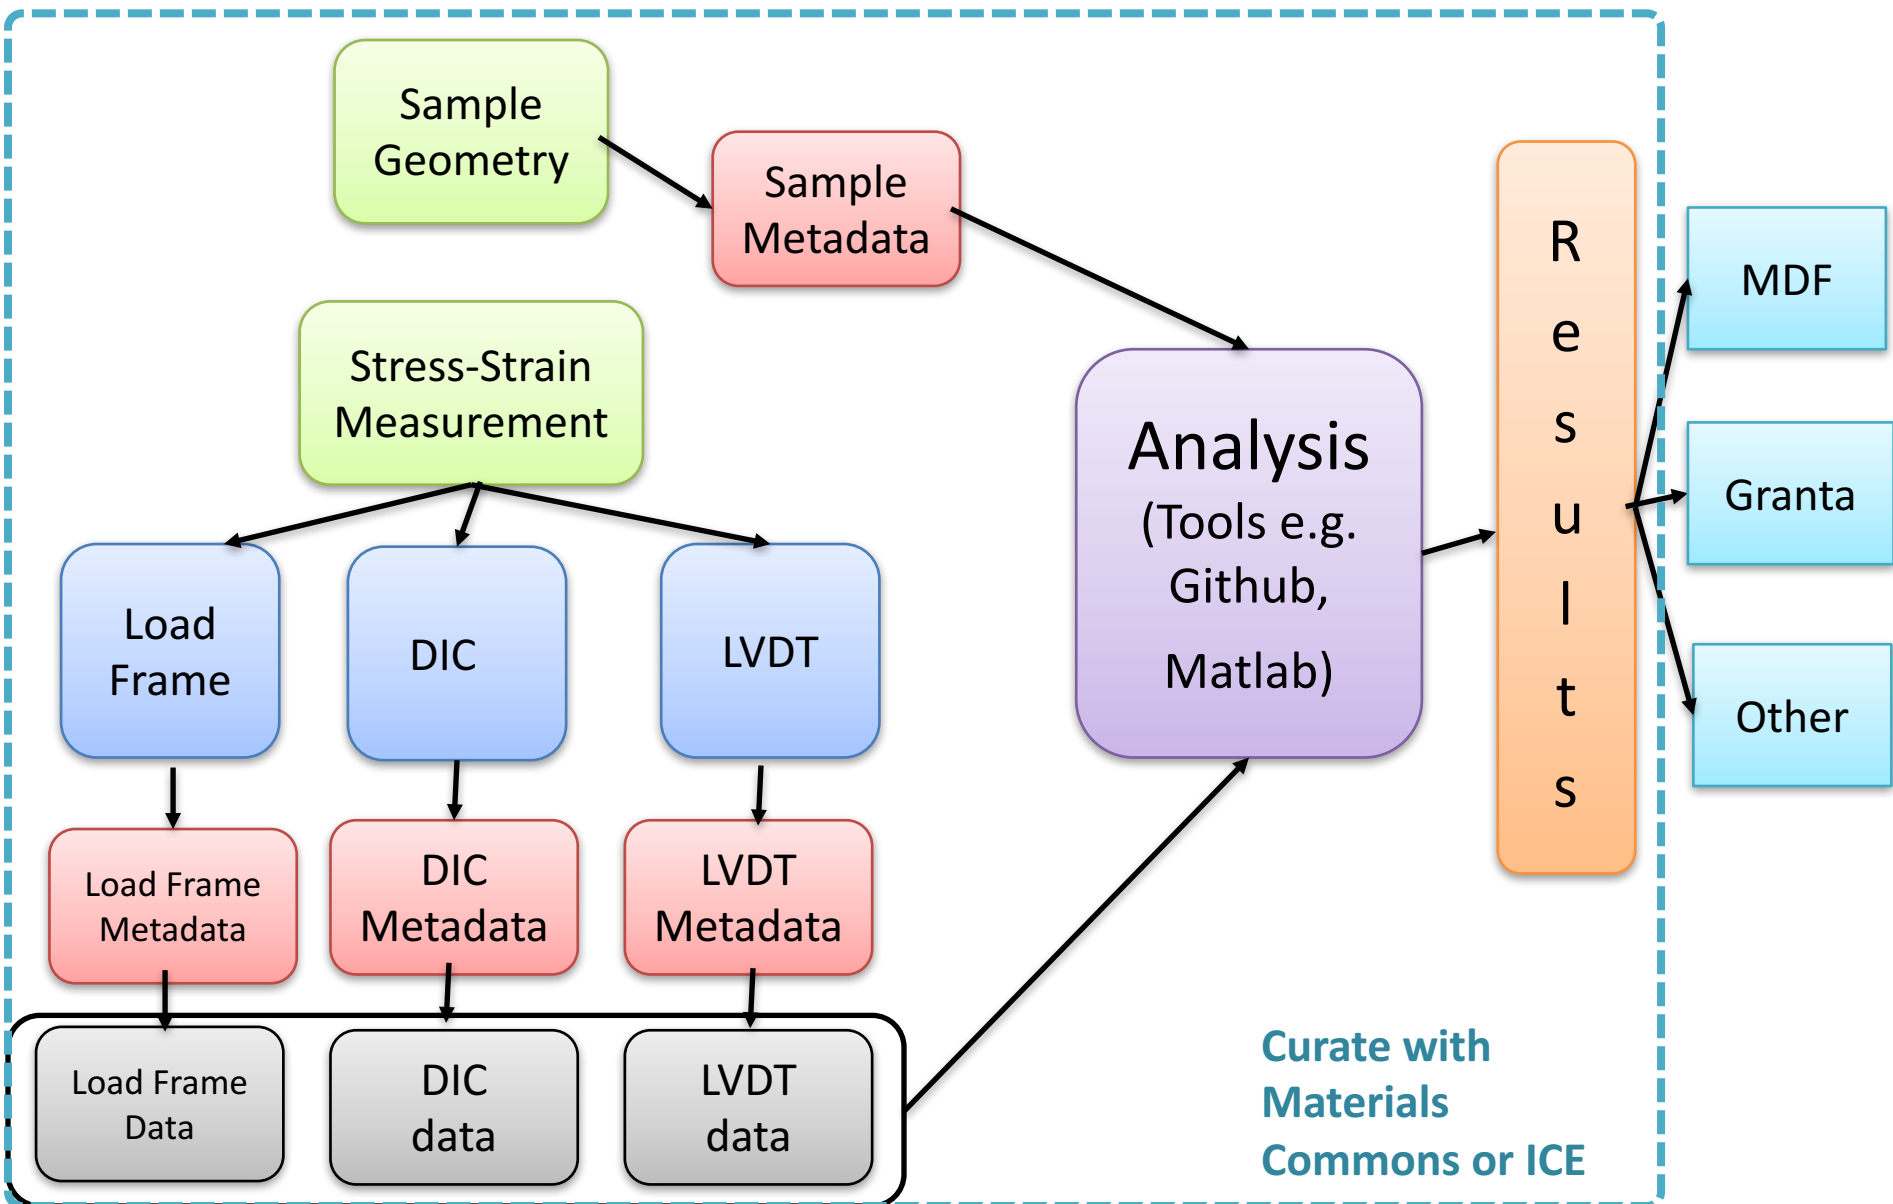 Sample
Geometry
Sample
Metadata
Stress-Strain
Measurement
Load
Frame
DIC
LVDT
Load Frame
Metadata
DIC
Metadata
LVDT
Metadata
Load Frame
Data
DIC
data
LVDT
data
Analysis
(Tools e.g.
Github,
Matlab)
R
e
s
u
l
t
s
MDF
Granta
Other
Curate with
Materials
Commons or ICE